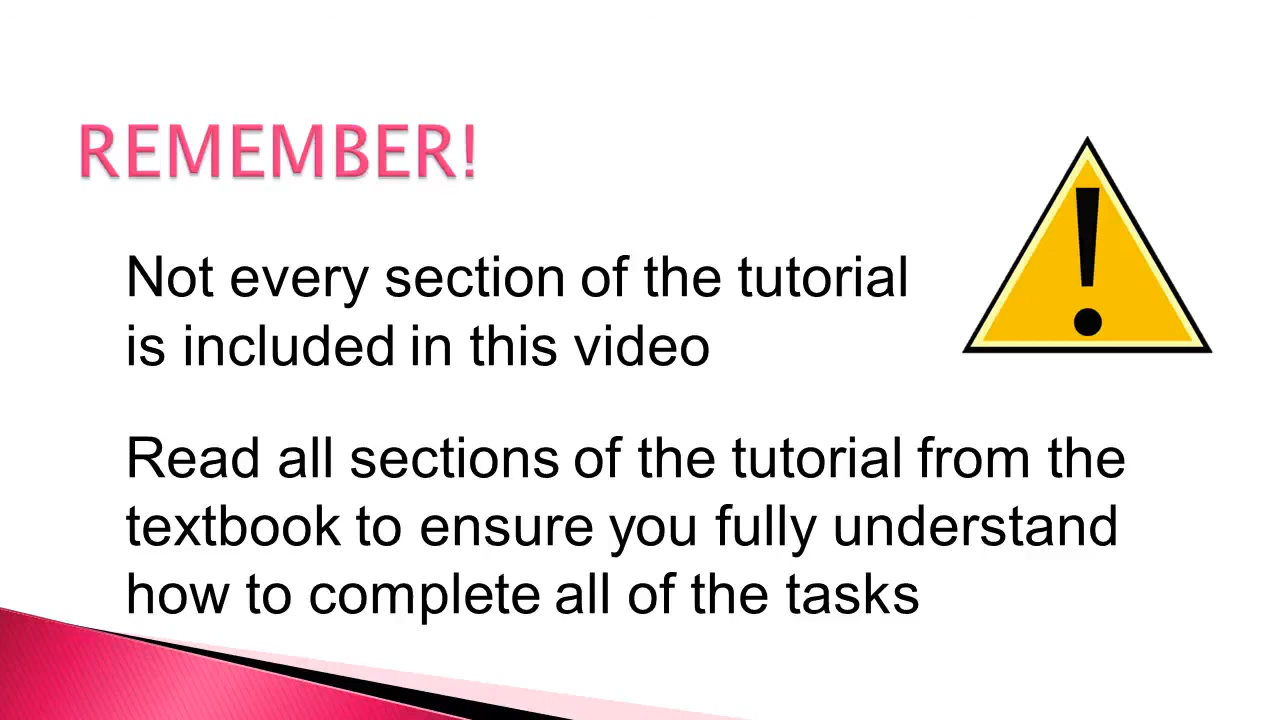 REMEMBER!
Not every section of the tutorial
is included in this video
Read all sections of the tutorial from the
textbook to ensure you fully understand
how to complete all of the tasks